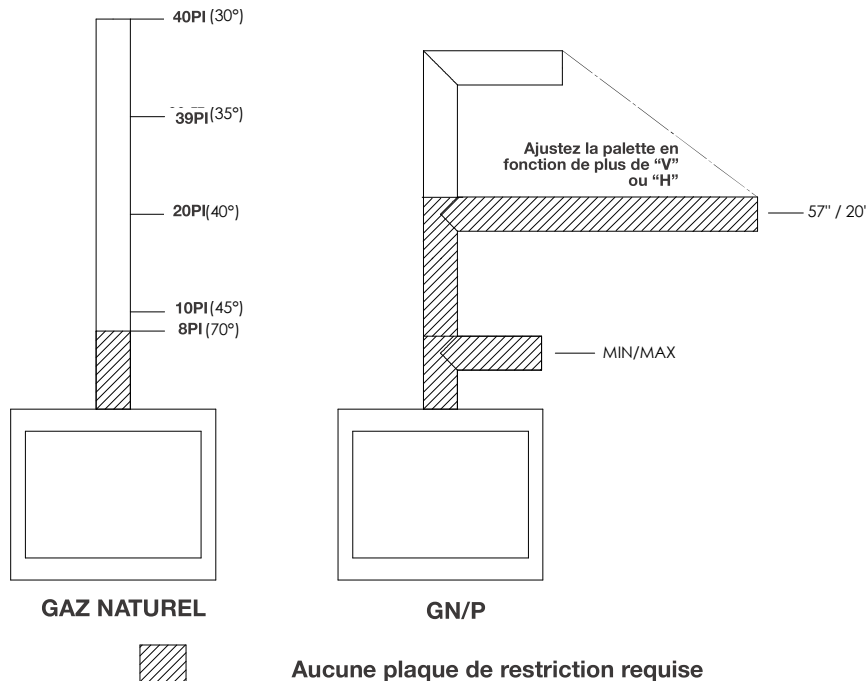 40PI (30°)
39PI (35°)
20PI (40°)
10PI (45°)
8PI (70°)
Ajustez la palette en
fonction de plus de “V”
ou “H”
57" / 20'
MIN/MAX
GAZ NATUREL
GN/P
Aucune plaque de restriction requise